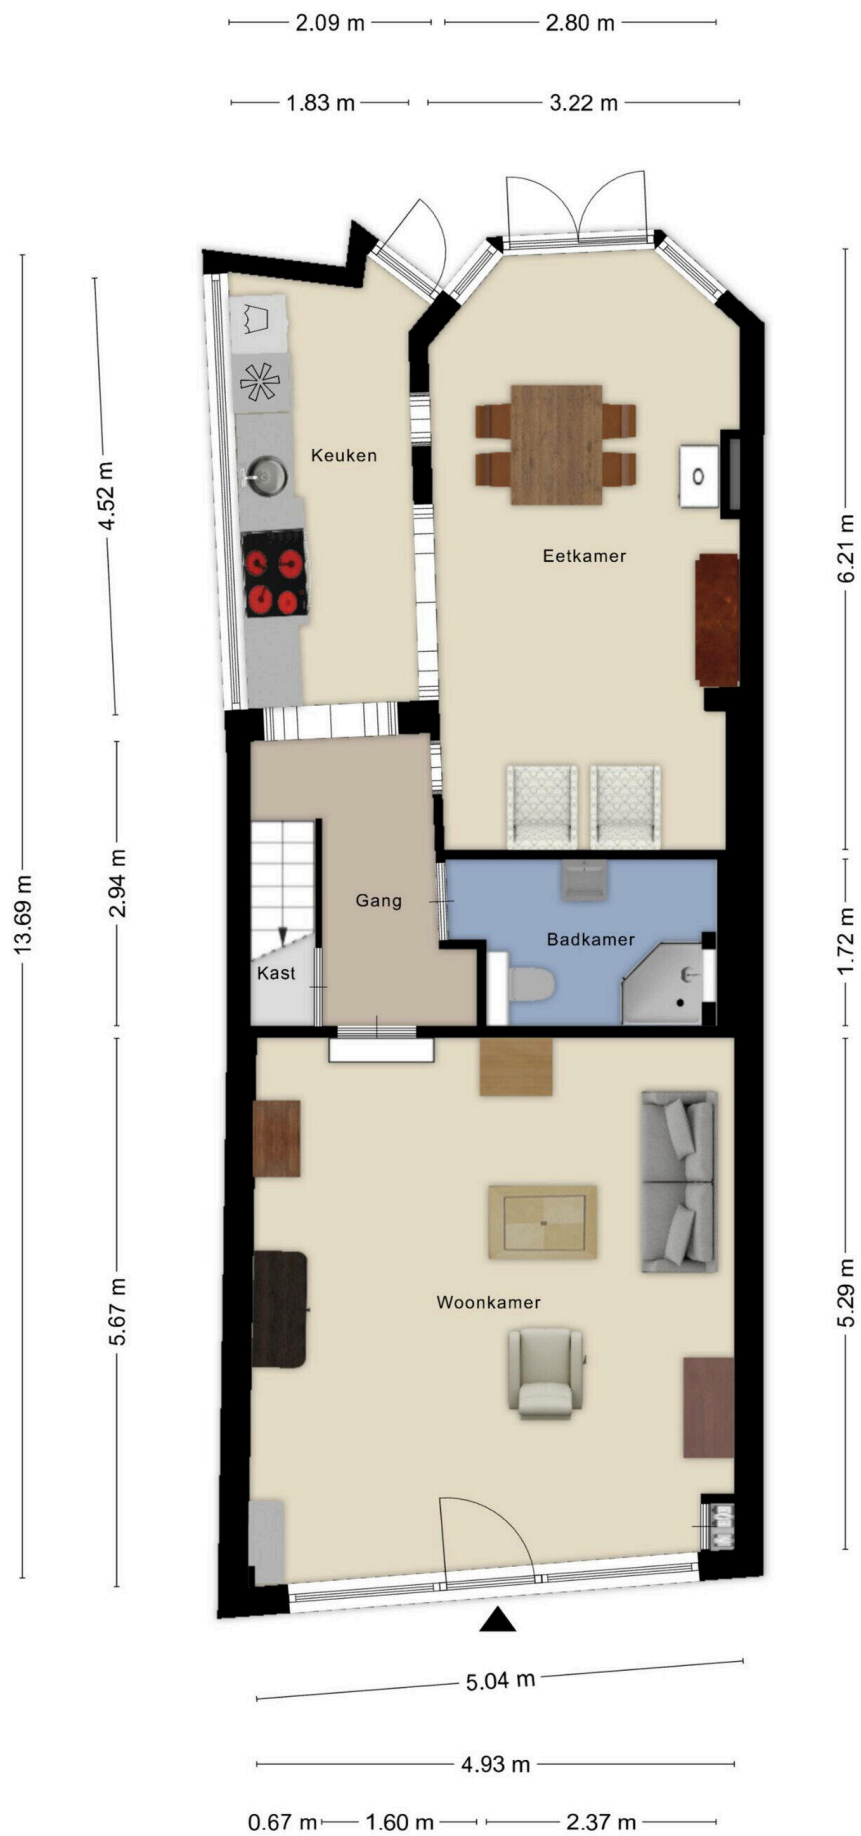 2.09 m 2.80 m
1.83 m 3.22 m
Keuken
4.52 m
6.21 m
Eetkamer
2.94 m
13.69 m
Gang
Badkamer
1.72 m
Kast
5.67 m
Woonkamer
5.29 m
5.04 m
4.93 m
0.67 m 1.60 m 2.37 m